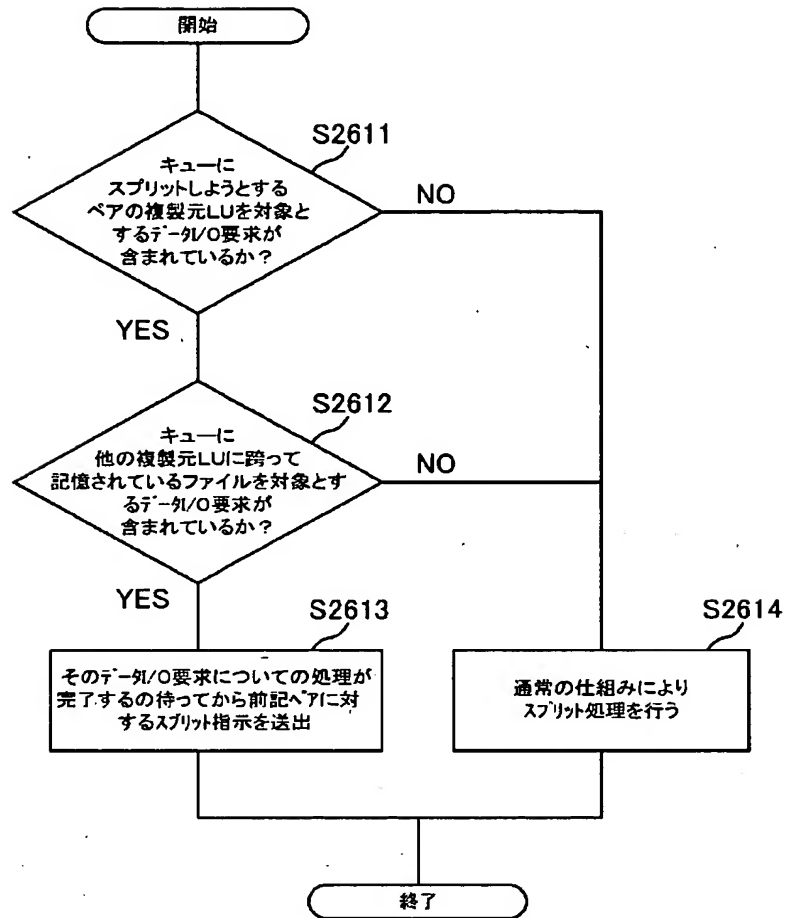 開始
S2611
キューに
スプリットしようとする
ペアの複製元LUを対象と
するデータI/O要求が
含まれているか?
NO
YES
S2612
キューに
他の複製元LUに跨って
記憶されているファイルを対象とす
るデータI/O要求が
含まれているか?
NO
YES
S2613
そのデータI/O要求についての処理が
完了するの待ってから前記ペアに対
するスプリット指示を送出
S2614
通常の仕組みにより
スプリット処理を行う
終了